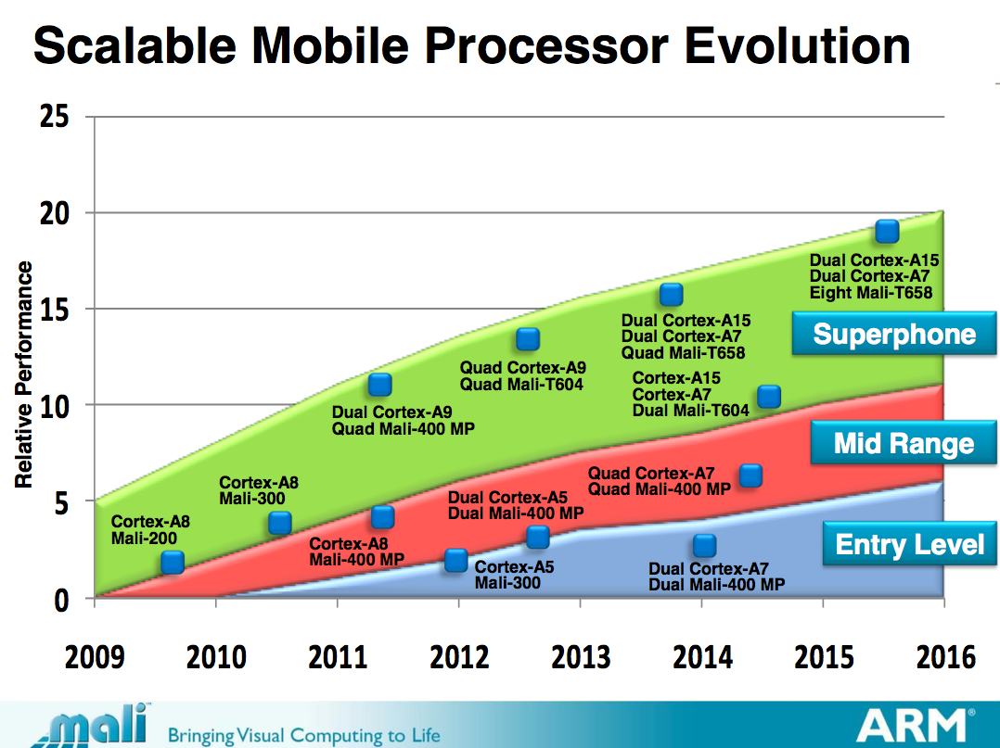 Scalable Mobile Processor Evolution
25
20
15
10
5
0
Relative Performance
Dual Cortex-A15
Dual Cortex-A7
Eight Mali-T658
Superphone
Dual Cortex-A15
Dual Cortex-A7
Quad Mali-T658
Quad Cortex-A9
Quad Mali-T604
Cortex-A15
Cortex-A7
Dual Mali-T604
Dual Cortex-A9
Quad Mali-400 MP
Mid Range
Quad Cortex-A7
Quad Mali-400 MP
Cortex-A8
Mali-300
Dual Cortex-A5
Dual Mali-400 MP
Cortex-A8
Mali-200
Cortex-A8
Mali-400 MP
Entry Level
Cortex-A5
Mali-300
Dual Cortex-A7
Dual Mali-400 MP
2009 2010 2011 2012 2013 2014 2015 2016
mali™
Bringing Visual Computing to Life
ARM®